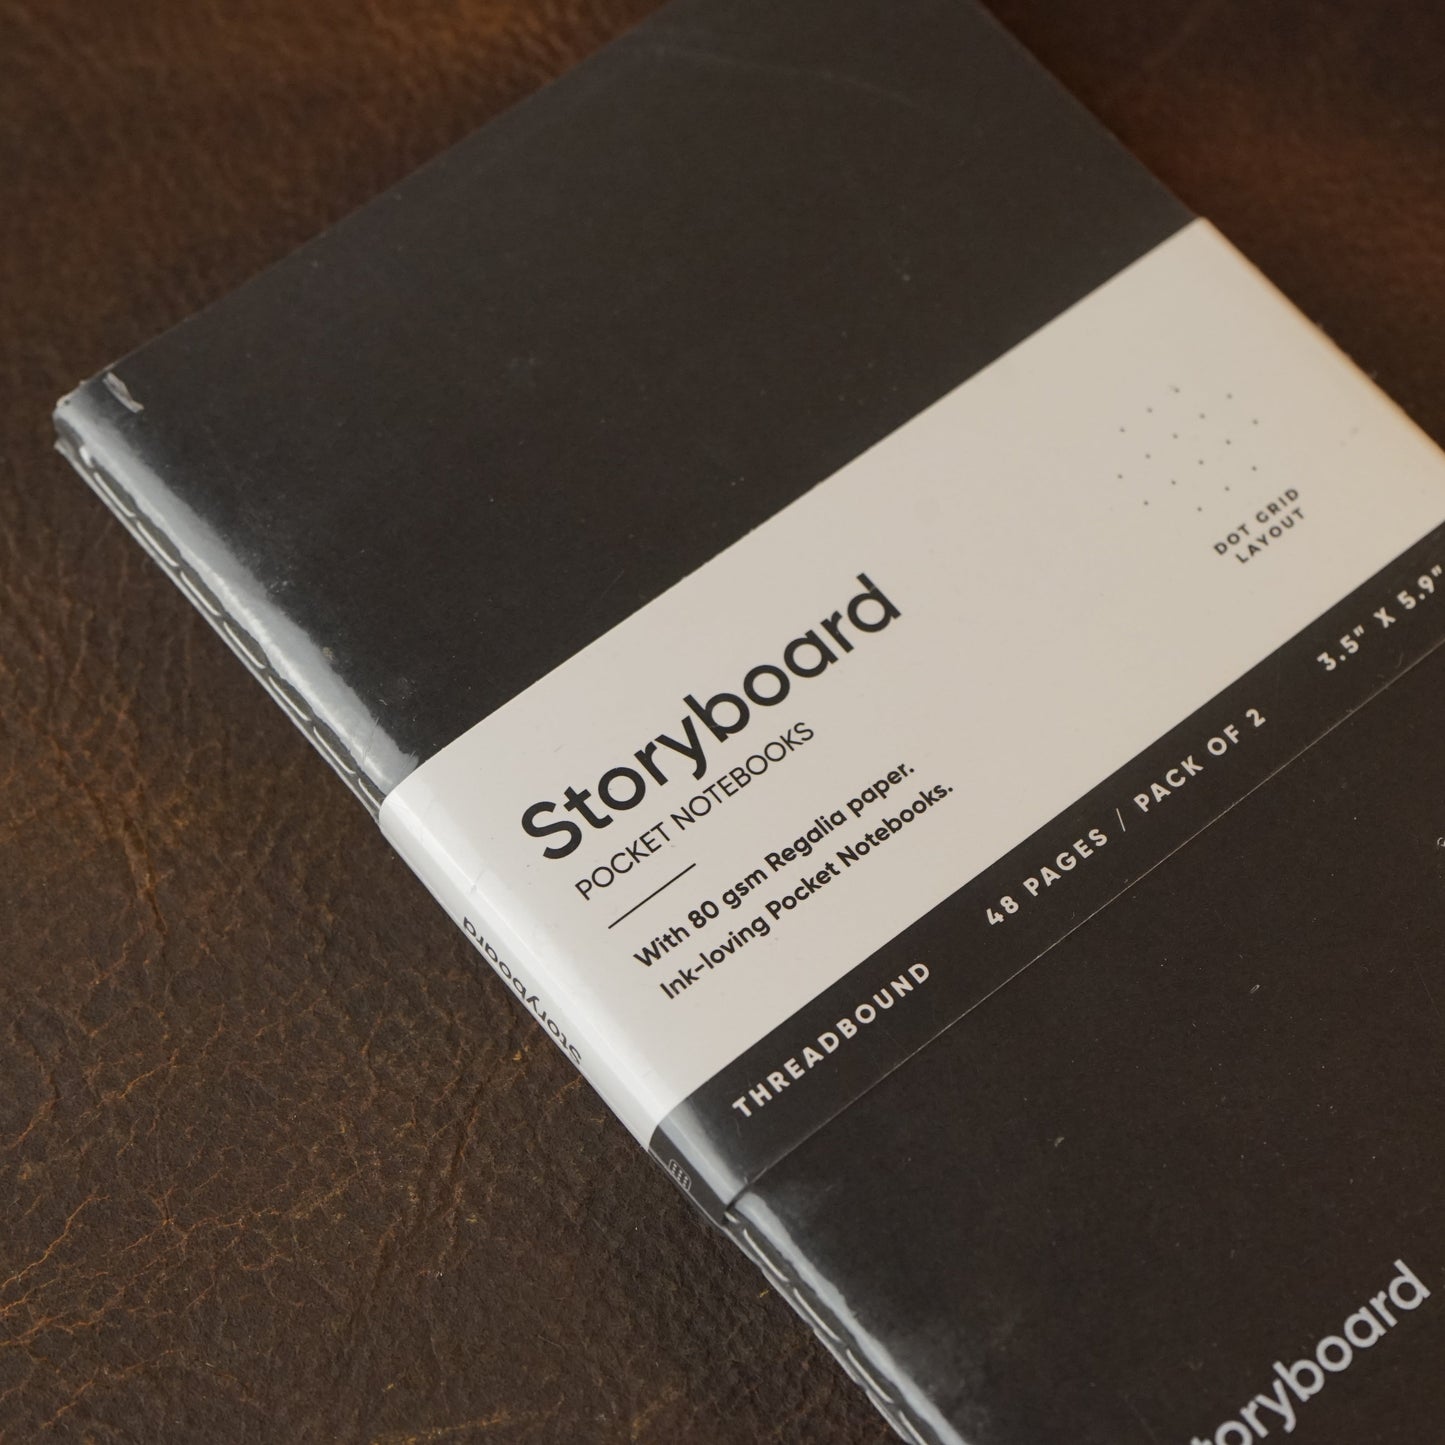 DOT GRID
LAYOUT
Storyboard
POCKET NOTEBOOKS
With 80 gsm Regalia paper.
Ink-loving Pocket Notebooks.
THREADBOUND 48 PAGES / PACK OF 2 3.5" X 5.9"
Storyboard
toryboard